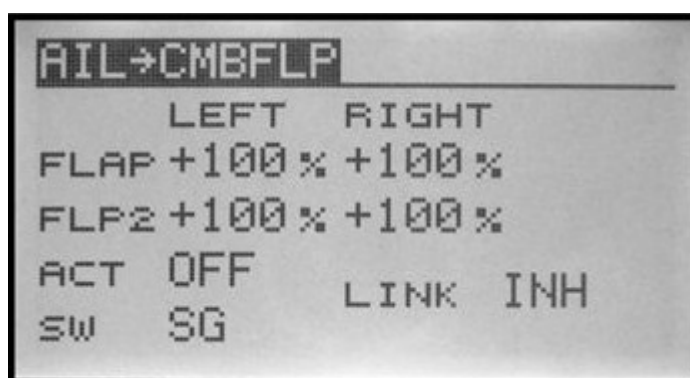 AIL→CMBFLP
LEFT RIGHT
FLAP +100% +100%
FLP2 +100% +100%
ACT OFF LINK INH
SW SG